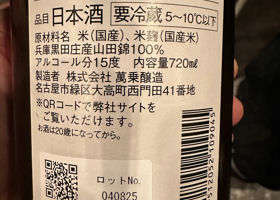 品目 日本酒 要冷蔵 5〜10℃以下
原材料名 米(国産)、米麹(国産米)
兵庫黒田庄産山田錦100%
アルコール分15度 内容量720ml
製造者 株式会社 萬乗醸造
名古屋市緑区大高町西門田41番地
※QRコードで弊社サイトを
ご覧いただけます。
お酒は20歳になってから。
ロットNo.
040825
4512052109045